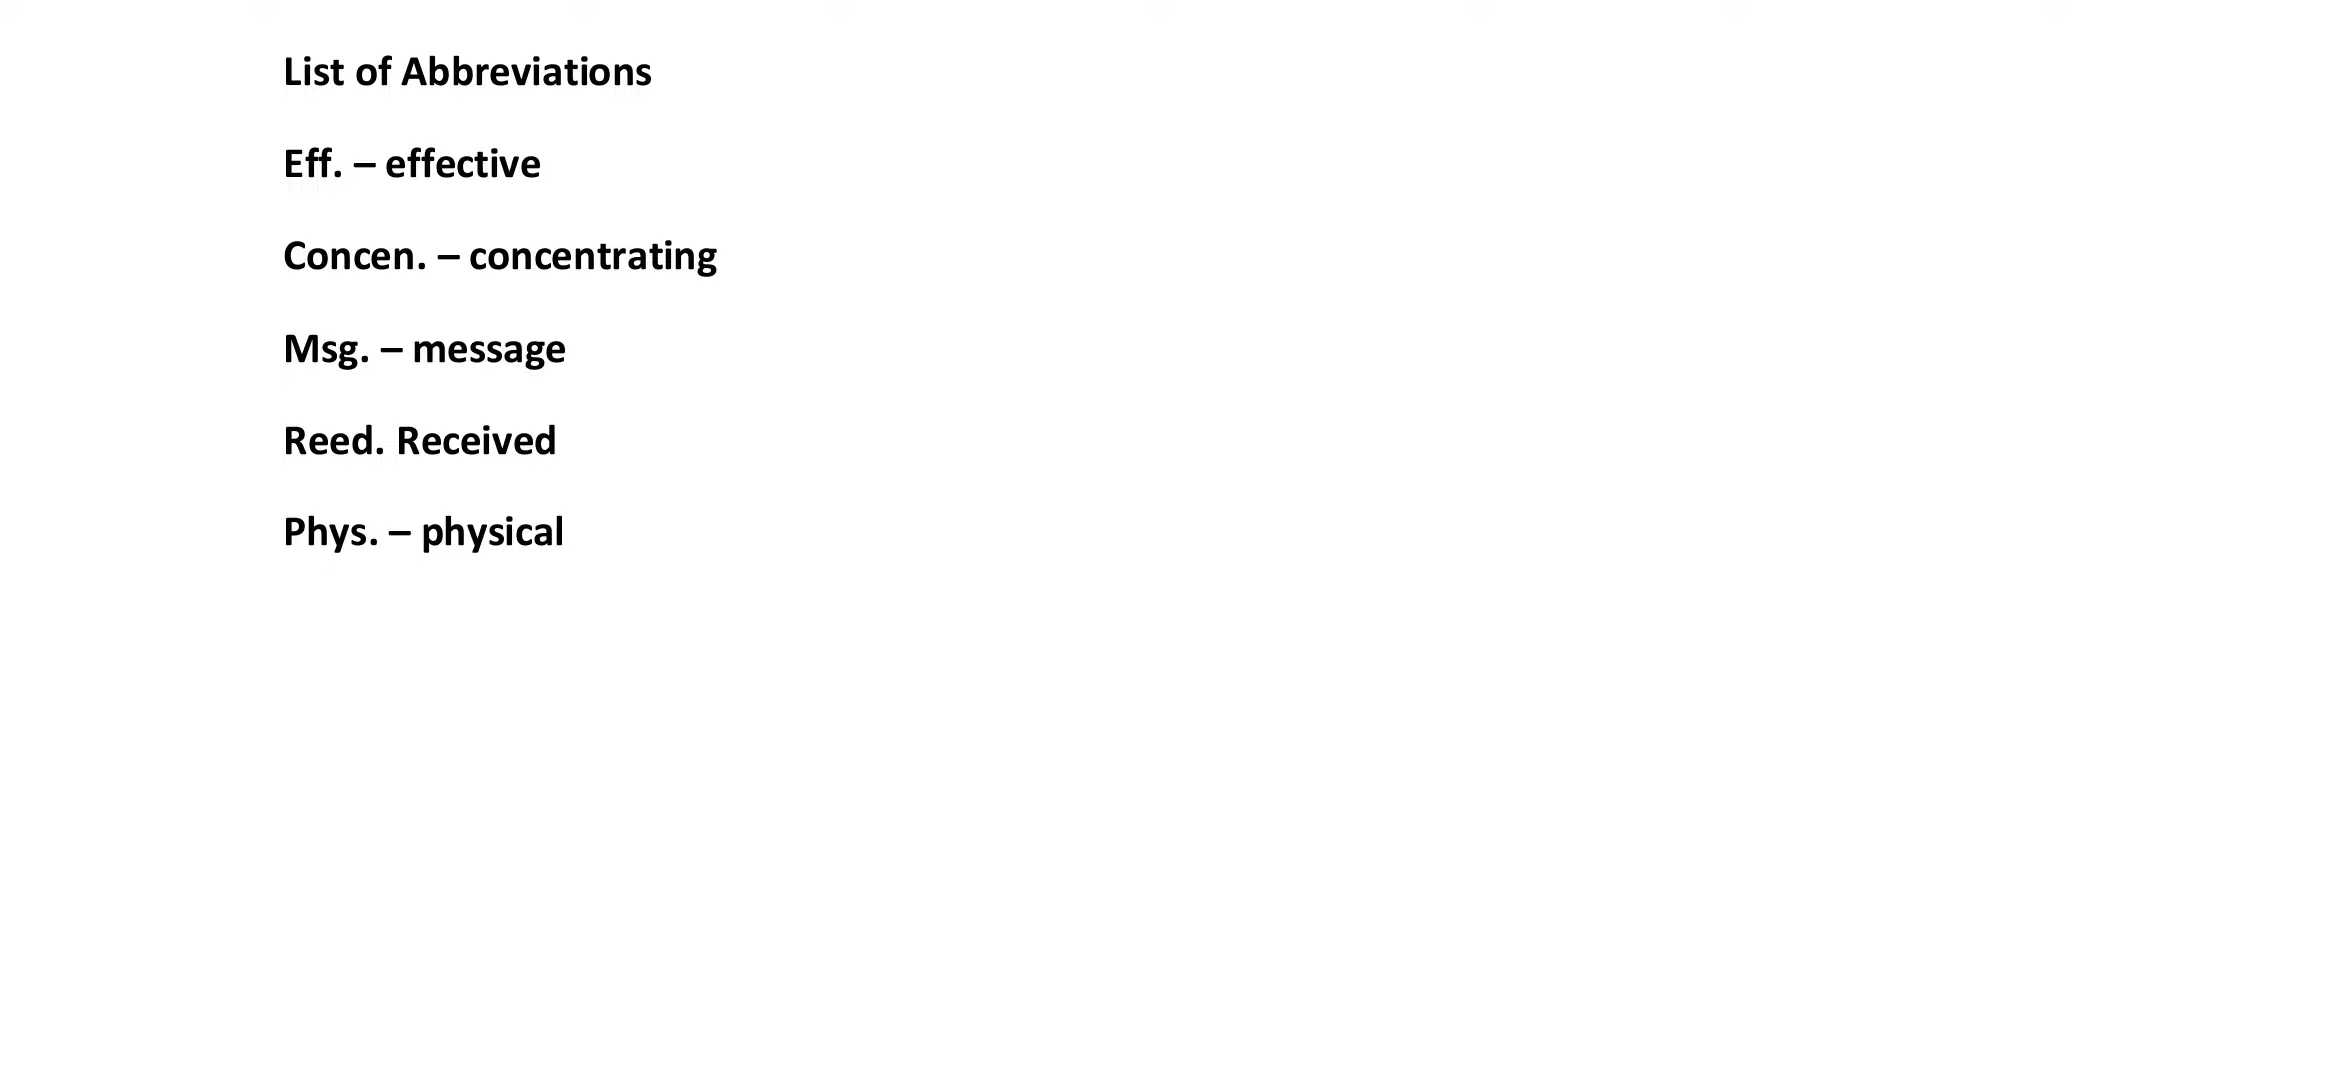 List of Abbreviations
Eff. – effective
Concen. – concentrating
Msg. – message
Reed. Received
Phys. – physical